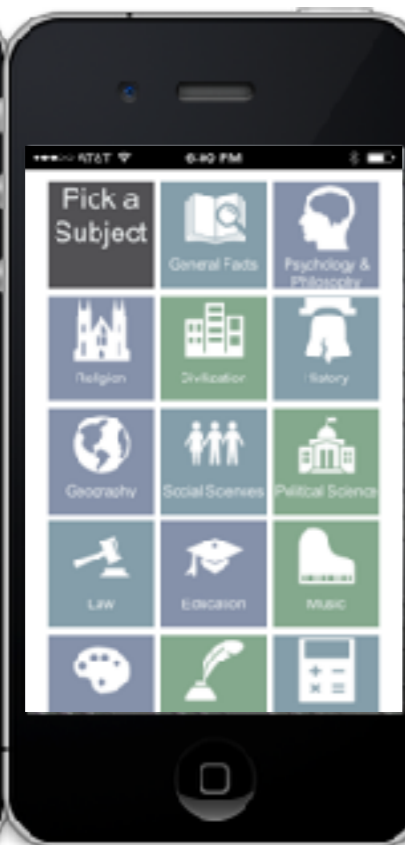 AT&T
6:40 PM
Pick a
Subject
General Facts
Psychology &
Philosophy
Religion
Civilization
History
Geography
Social Sciences
Political Science
Law
Education
Music